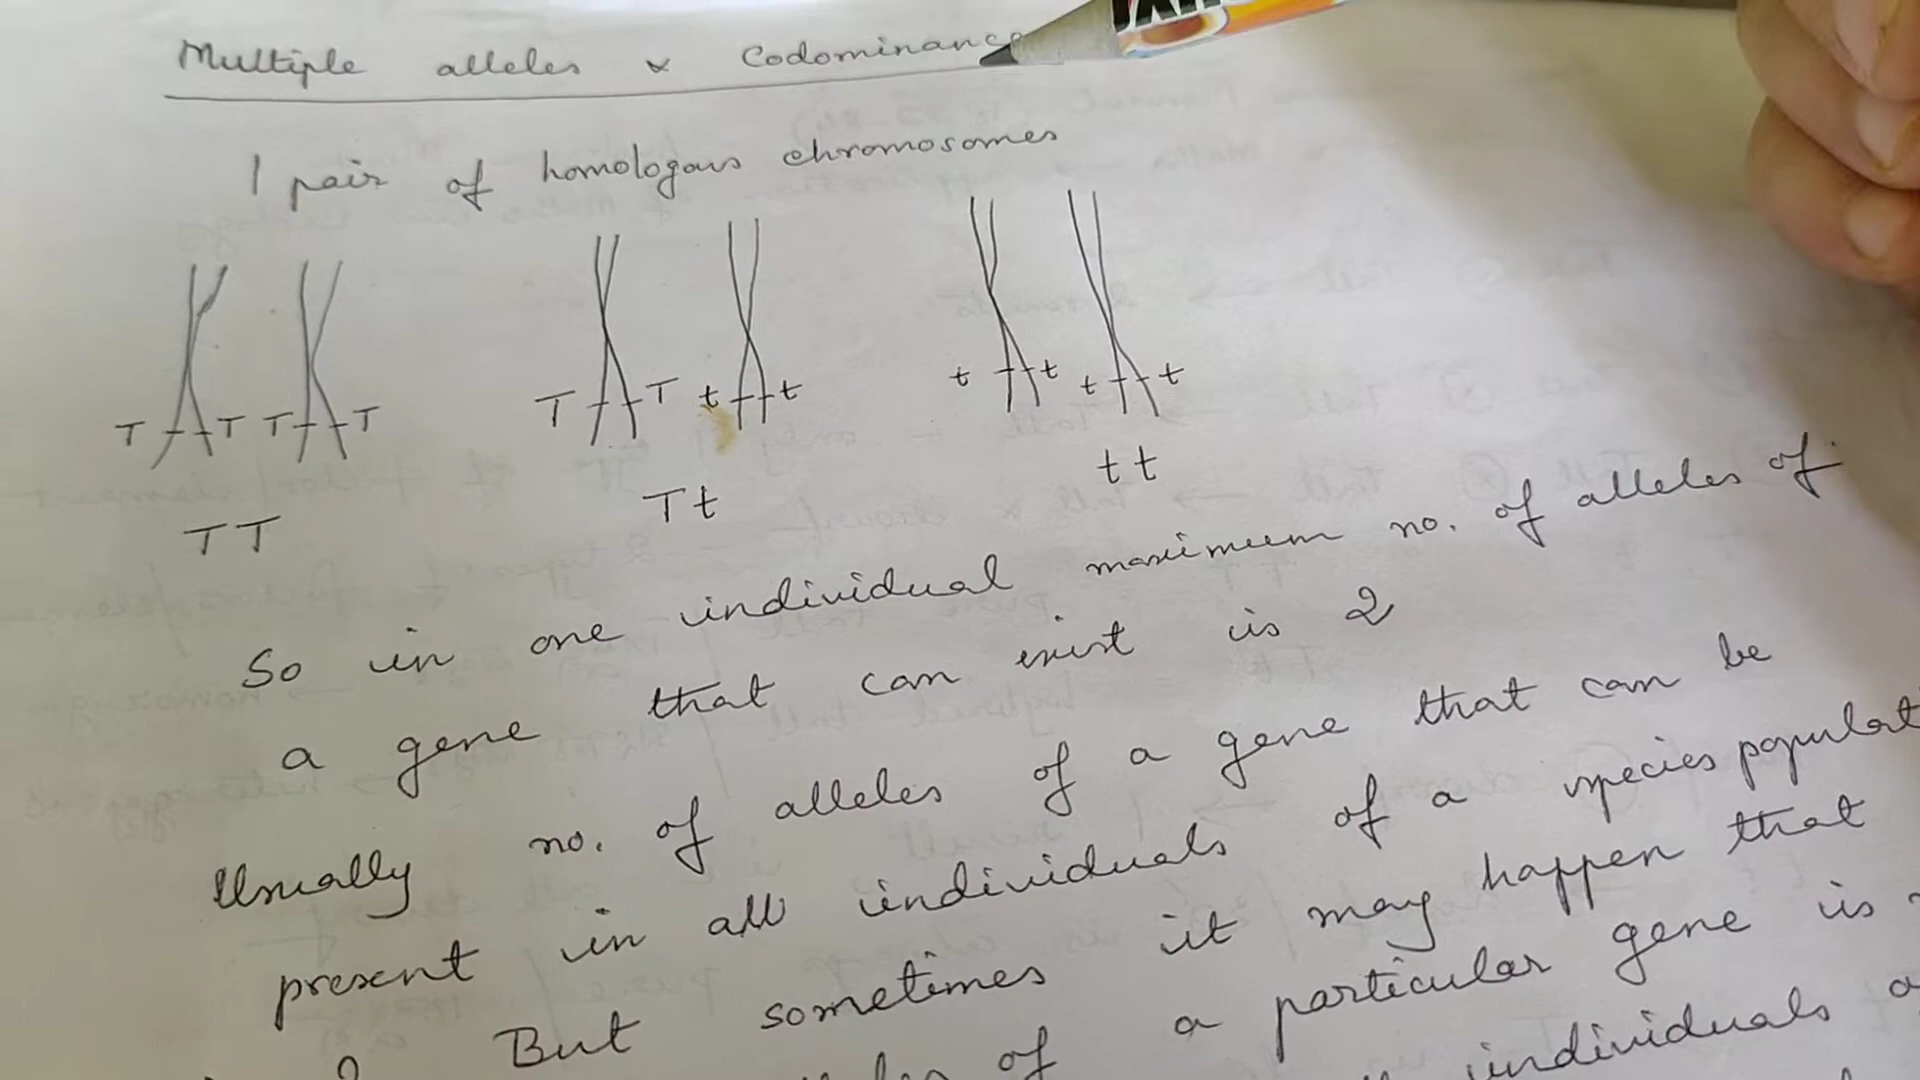 Multiple alleles & Codominance
1 pair of homologous chromosomes
T T T T
T T t t
t t t t
TT
Tt
tt
So in one individual maximum no. of alleles of
a gene that can exist is 2
Usually no. of alleles of a gene that can be
present in all individuals of a species populat
But sometimes it may happen that
of a particular gene is
individuals